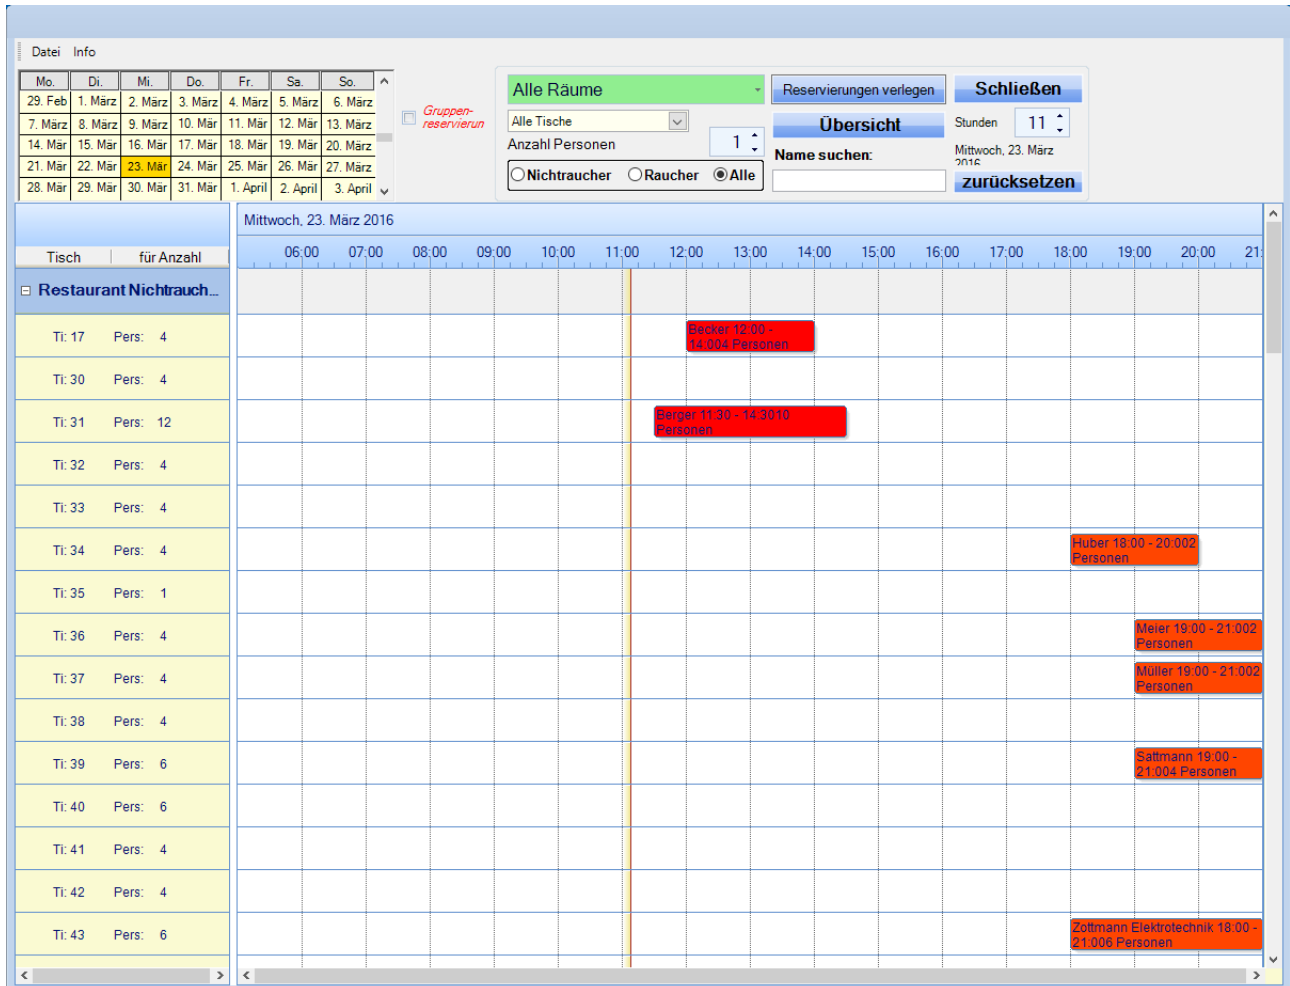 Datei Info
Mo. Di. Mi. Do. Fr. Sa. So.
29. Feb 1. März 2. März 3. März 4. März 5. März 6. März
7. März 8. März 9. März 10. Mär 11. Mär 12. Mär 13. März
14. Mär 15. Mär 16. Mär 17. Mär 18. Mär 19. Mär 20. März
21. Mär 22. Mär 23. Mär 24. Mär 25. Mär 26. Mär 27. März
28. Mär 29. Mär 30. Mär 31. Mär 1. April 2. April 3. April
Gruppen-
reservierun
Alle Räume
Alle Tische
Anzahl Personen 1
Nichtraucher Raucher Alle
Reservierungen verlegen
Übersicht
Name suchen:
Schließen
Stunden 11
Mittwoch, 23. März
2016
zurücksetzen
Mittwoch, 23. März 2016
Tisch für Anzahl
06:00 07:00 08:00 09:00 10:00 11:00 12:00 13:00 14:00 15:00 16:00 17:00 18:00 19:00 20:00 21:
Restaurant Nichtrauch...
Ti: 17 Pers: 4
Becker 12:00 -
14:004 Personen
Ti: 30 Pers: 4
Ti: 31 Pers: 12
Berger 11:30 - 14:3010
Personen
Ti: 32 Pers: 4
Ti: 33 Pers: 4
Ti: 34 Pers: 4
Huber 18:00 - 20:002
Personen
Ti: 35 Pers: 1
Ti: 36 Pers: 4
Meier 19:00 - 21:002
Personen
Ti: 37 Pers: 4
Müller 19:00 - 21:002
Personen
Ti: 38 Pers: 4
Ti: 39 Pers: 6
Sattmann 19:00 -
21:004 Personen
Ti: 40 Pers: 6
Ti: 41 Pers: 4
Ti: 42 Pers: 4
Ti: 43 Pers: 6
Zottmann Elektrotechnik 18:00 -
21:006 Personen